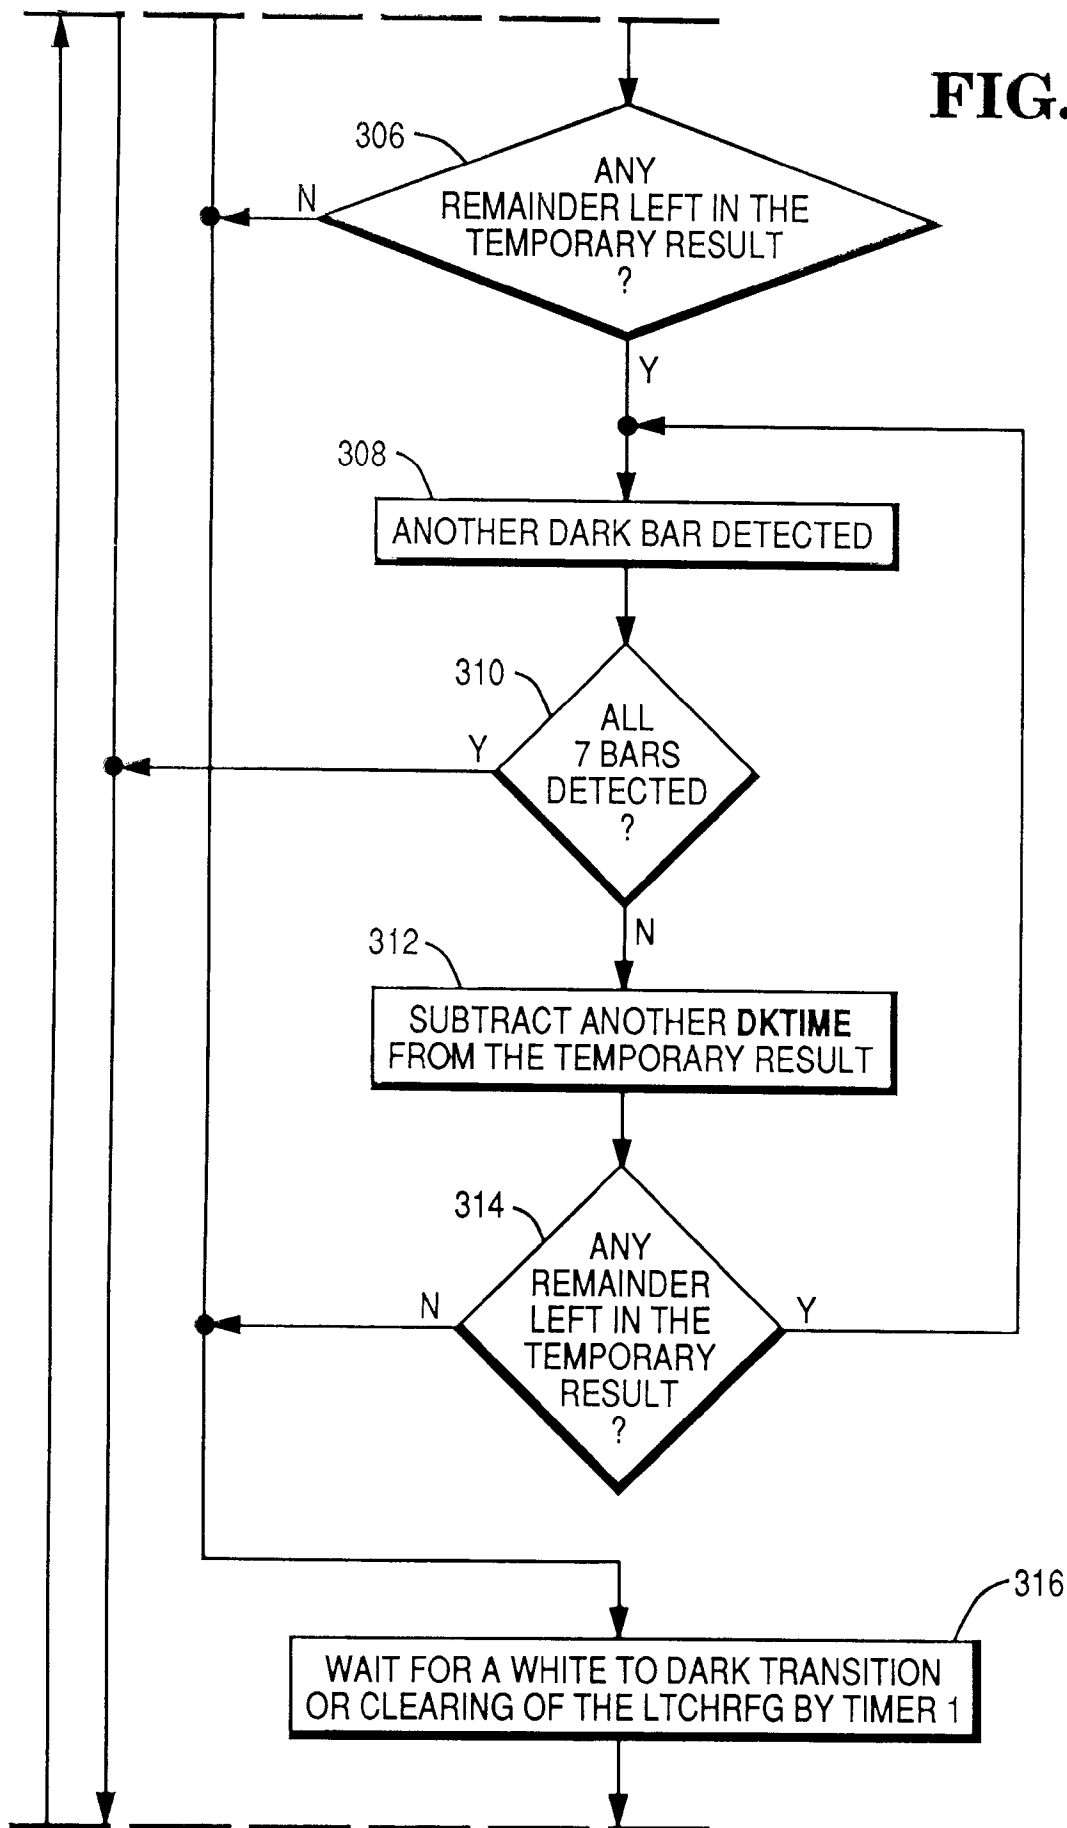 FIG.
306
ANY
REMAINDER LEFT IN THE
TEMPORARY RESULT
?
N
Y
308
ANOTHER DARK BAR DETECTED
310
ALL
7 BARS
DETECTED
?
Y
N
312
SUBTRACT ANOTHER DKTIME
FROM THE TEMPORARY RESULT
314
ANY
REMAINDER
LEFT IN THE
TEMPORARY
RESULT
?
N
Y
316
WAIT FOR A WHITE TO DARK TRANSITION
OR CLEARING OF THE LTCHRFG BY TIMER 1